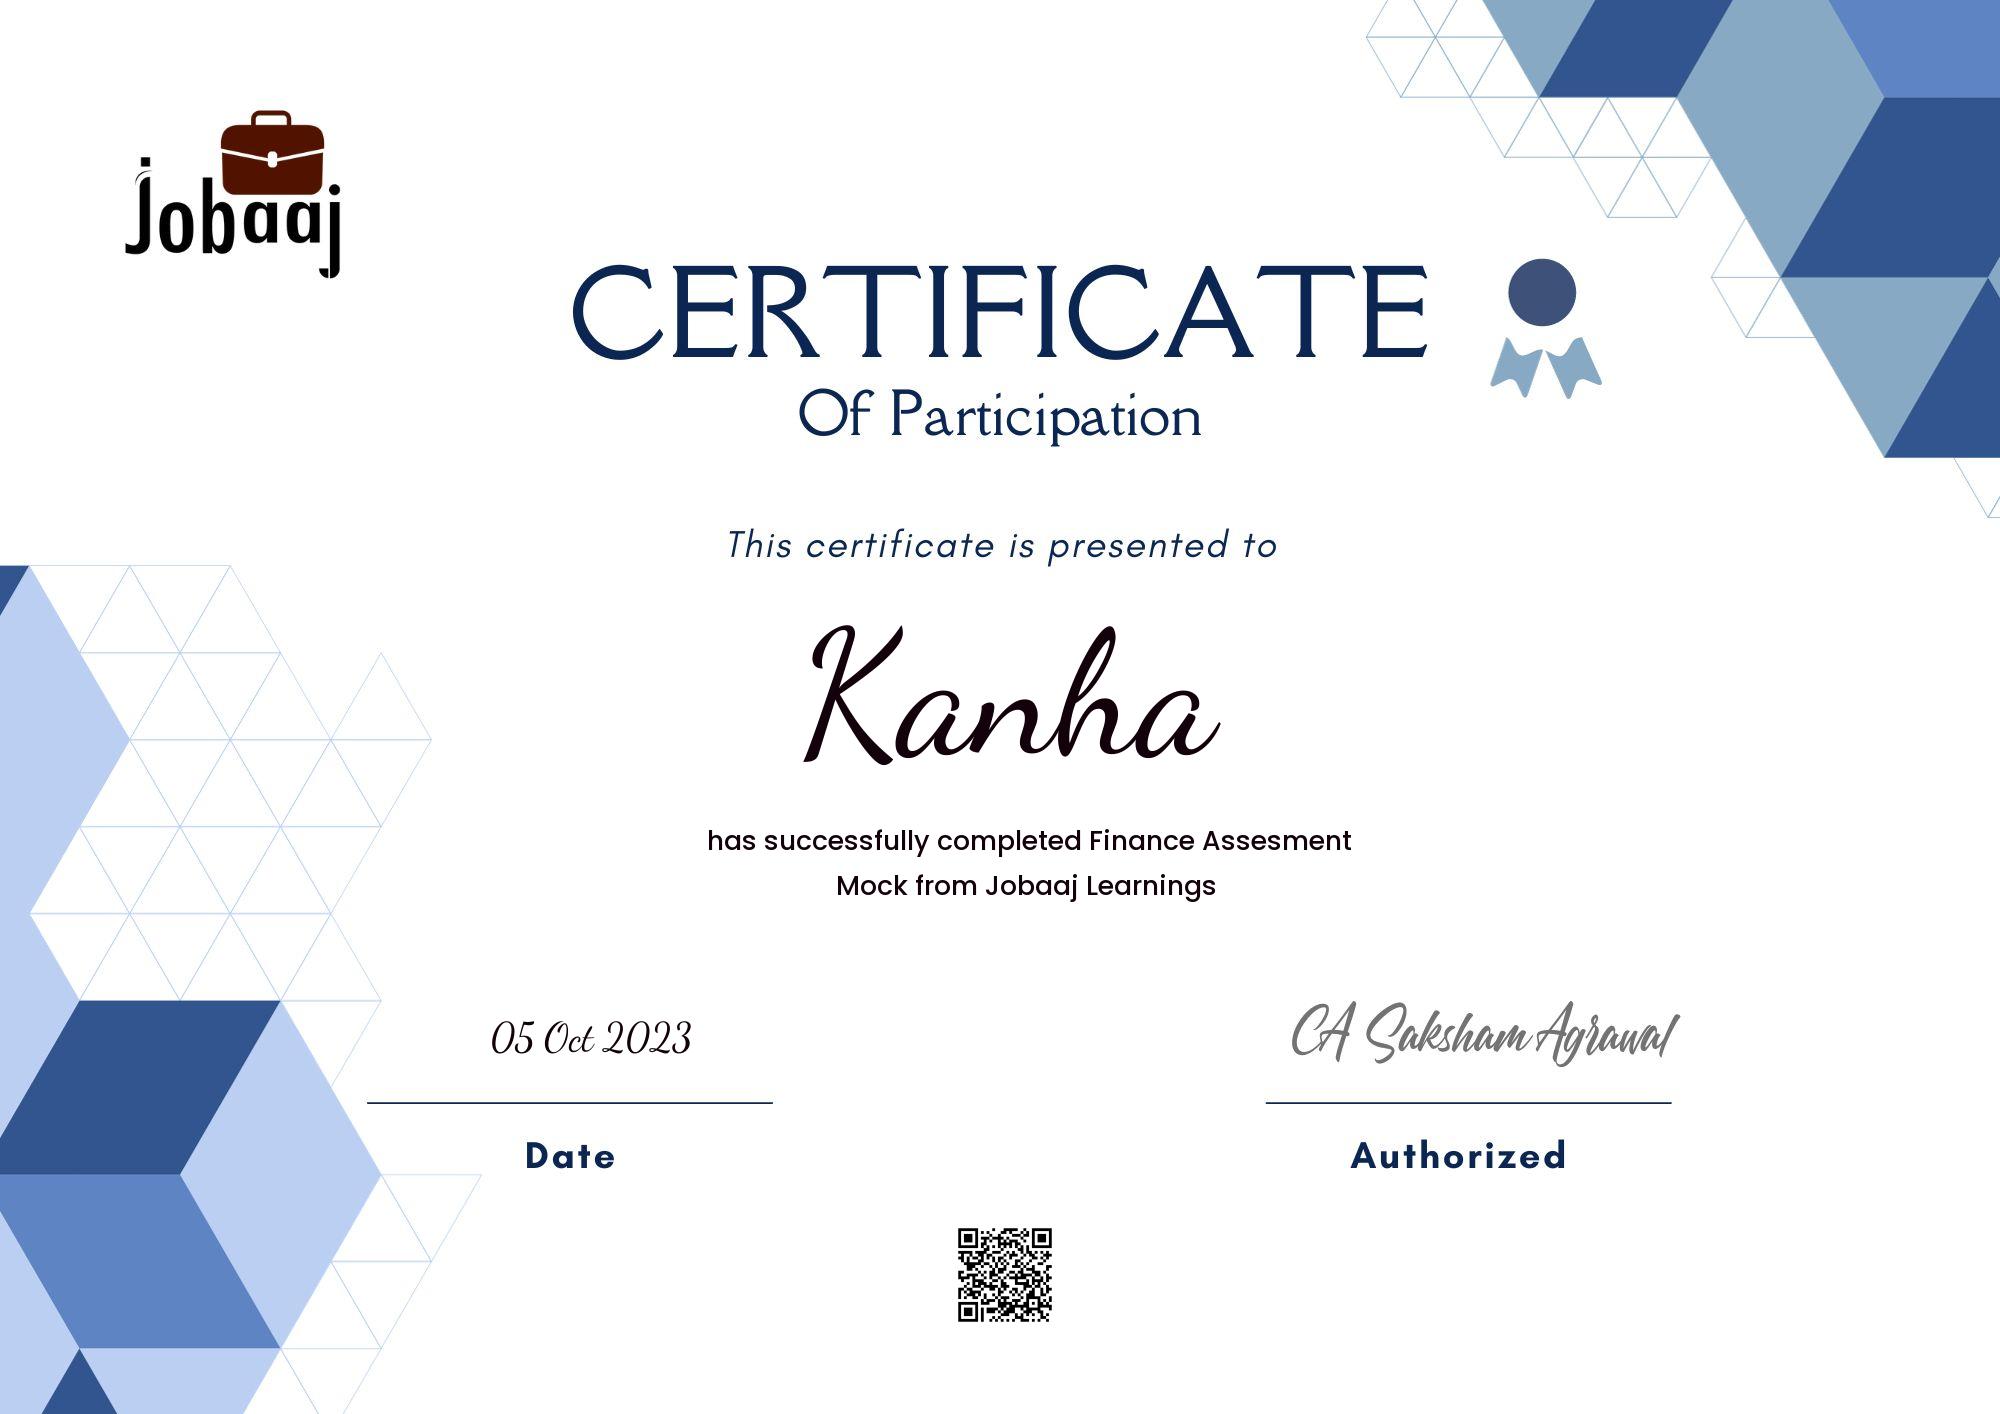 Jobaaj
CERTIFICATE
Of Participation
This certificate is presented to
Kanha
has successfully completed Finance Assesment
Mock from Jobaaj Learnings
05 Oct 2023
CA Saksham Agrawal
Date
Authorized